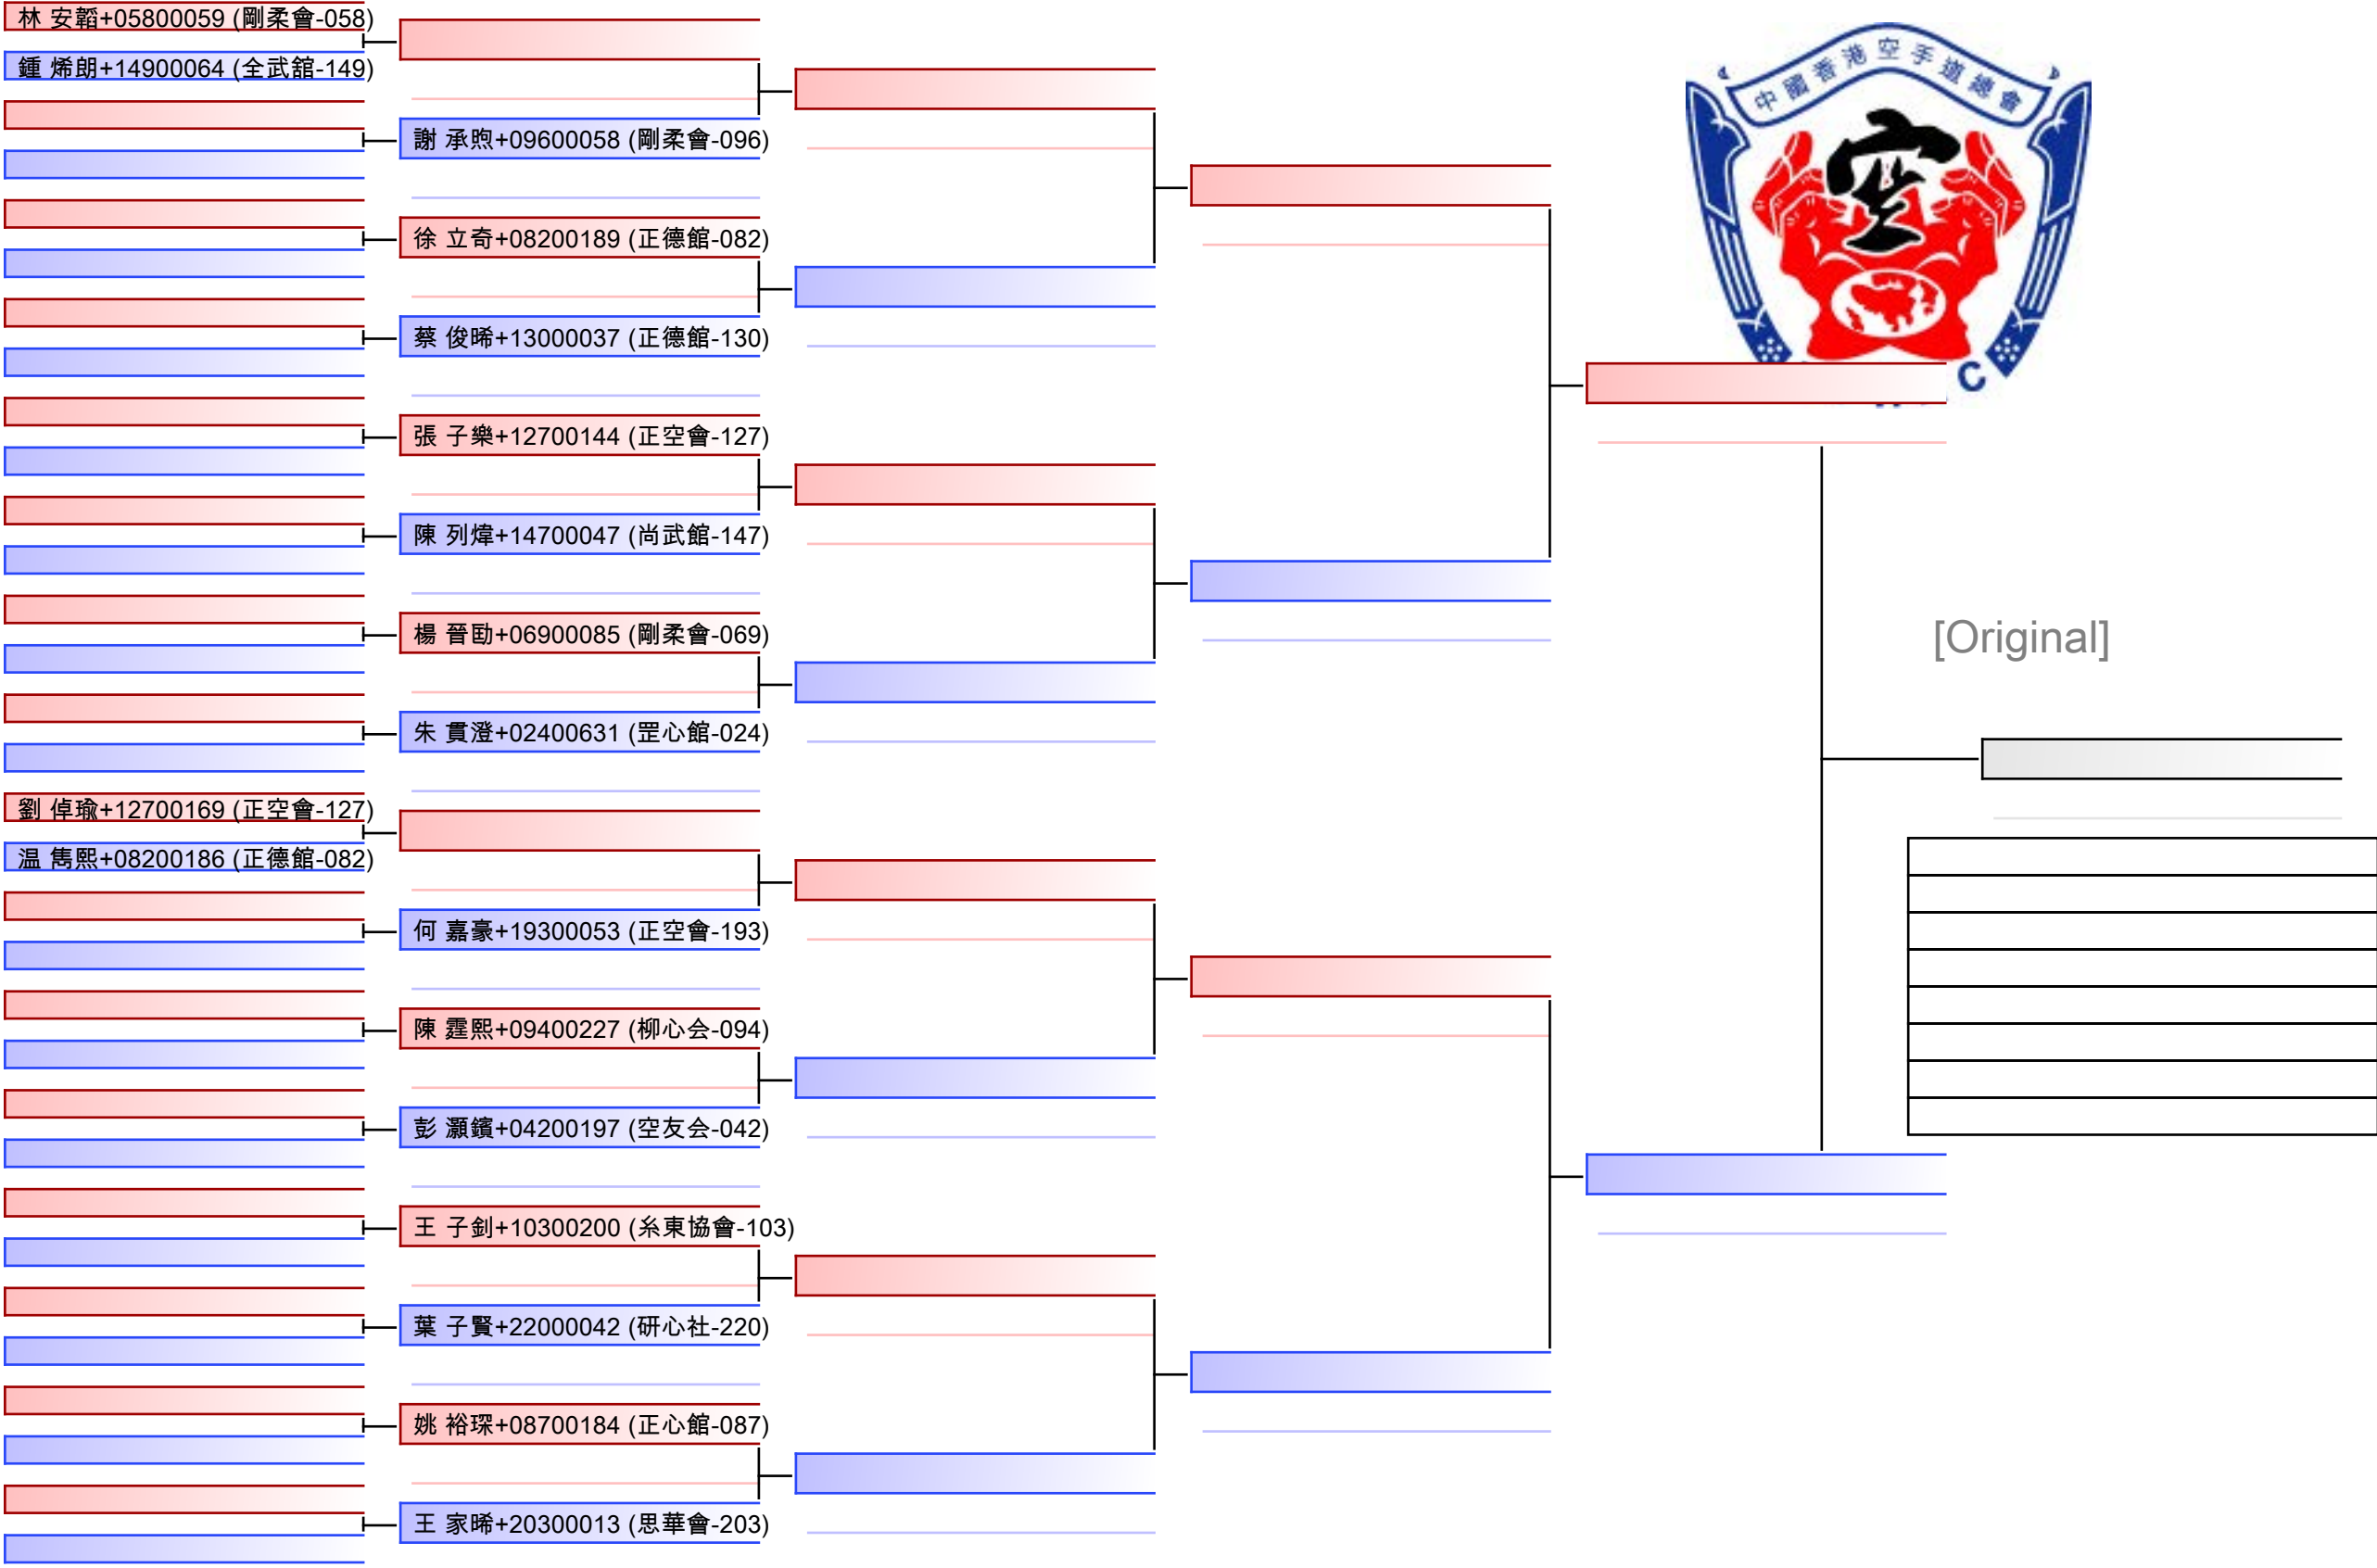 林 安韜+05800059 (剛柔會-058)
鍾 烯朗+14900064 (全武舘-149)
謝 承煦+09600058 (剛柔會-096)
徐 立奇+08200189 (正德館-082)
蔡 俊晞+13000037 (正德館-130)
張 子樂+12700144 (正空會-127)
陳 列煒+14700047 (尚武館-147)
楊 晉劻+06900085 (剛柔會-069)
朱 貫澄+02400631 (罡心館-024)
劉 倬瑜+12700169 (正空會-127)
温 雋熙+08200186 (正德館-082)
何 嘉豪+19300053 (正空會-193)
陳 霆熙+09400227 (柳心会-094)
彭 灝鑌+04200197 (空友会-042)
王 子釗+10300200 (糸東協會-103)
葉 子賢+22000042 (研心社-220)
姚 裕琛+08700184 (正心館-087)
王 家晞+20300013 (思華會-203)
中國香港空手道總會
空
C
[Original]